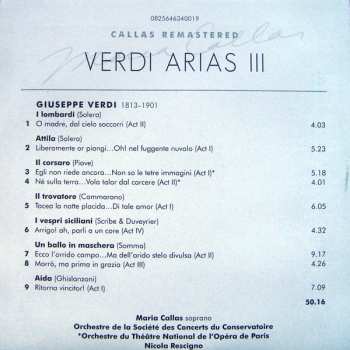 0825646340019
CALLAS REMASTERED
Maria Callas
VERDI ARIAS III
GIUSEPPE VERDI 1813-1901
I lombardi (Solera)
1 O madre, dal cielo soccorri (Act II) 4.03
Attila (Solera)
2 Liberamente or piangi...Oh! nel fuggente nuvolo (Act I) 5.23
Il corsaro (Piave)
3 Egli non riede ancora...Non so le tetre immagini (Act I)* 5.18
4 Né sulla terra...Vola talor dal carcere (Act II)* 4.01
Il trovatore (Cammarano)
5 Tacea la notte placida...Di tale amor (Act I) 6.05
I vespri siciliani (Scribe & Duveyrier)
6 Arrigo! ah, parli a un core (Act IV) 4.32
Un ballo in maschera (Somma)
7 Ecco l'orrido campo...Ma dall'arido stelo divulsa (Act II) 9.17
8 Morrò, ma prima in grazia (Act III) 4.26
Aida (Ghislanzoni)
9 Ritorna vincitor! (Act I) 7.09
50.16
Maria Callas soprano
Orchestre de la Société des Concerts du Conservatoire
*Orchestre du Théâtre National de l'Opéra de Paris
Nicola Rescigno